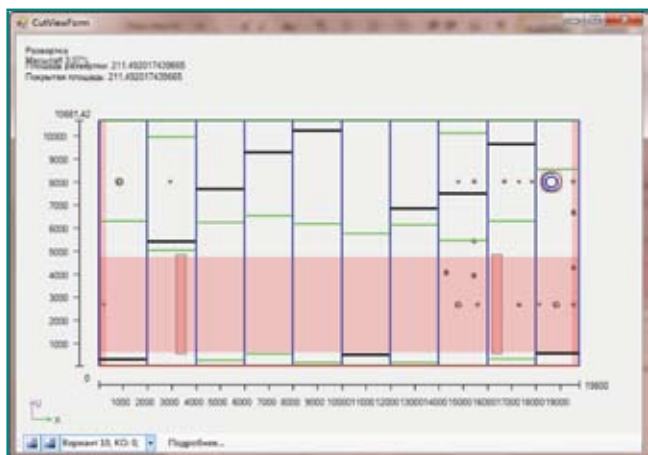 CutViewForm
Развертка
Площадь развертки: 211.492017439665
Покрытая площадь: 211.492017439665
10661,42
10000
9000
8000
7000
6000
5000
4000
3000
2000
1000
0
19600
1000 2000 3000 4000 5000 6000 7000 8000 9000 10000 11000 12000 13000 14000 15000 16000 17000 18000 19000
U
X
Вариант 10, КО: 0, Подробнее...